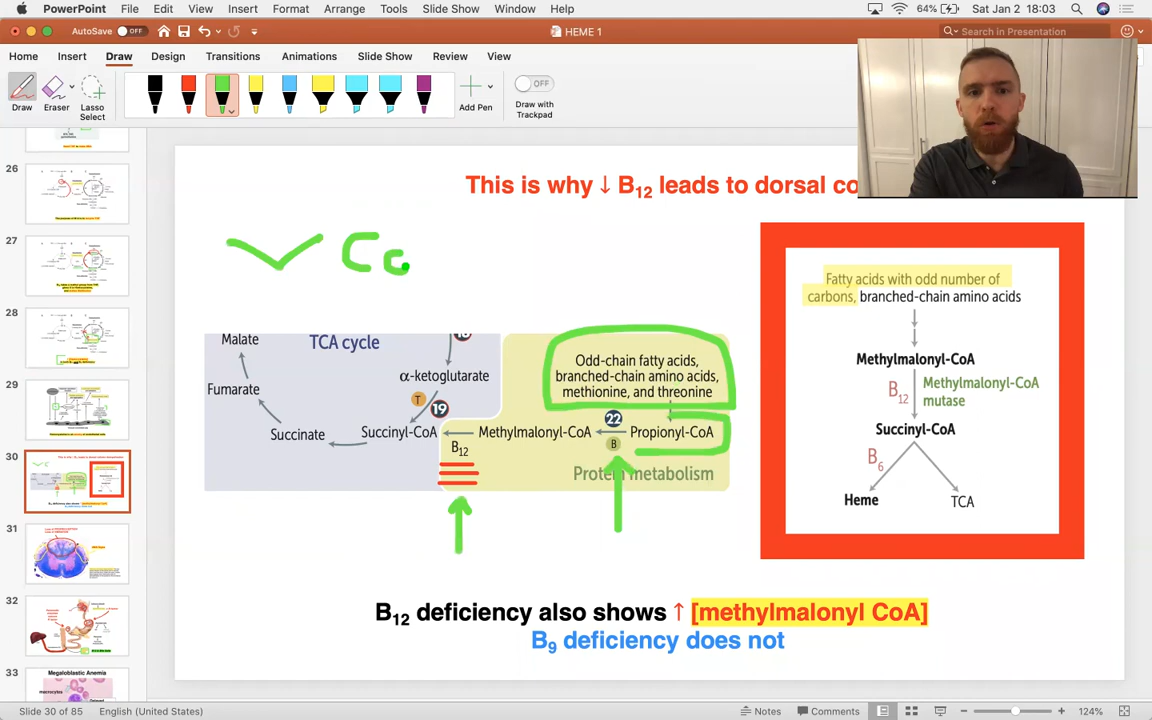 PowerPoint File Edit View Insert Format Arrange Tools Slide Show Window Help 64% Sat Jan 2 18:03
AutoSave OFF HEME 1 Search in Presentation
Home Insert Draw Design Transitions Animations Slide Show Review View
OFF
Draw Eraser Lasso Select Add Pen Draw with Trackpad
26
27
28
29
30
31
32
33
Megaloblastic Anemia
This is why ↓ B12 leads to dorsal co
Malate
TCA cycle
α-ketoglutarate
Fumarate
T
19
Succinate
Succinyl-CoA
B12
Methylmalonyl-CoA
22
B
Propionyl-CoA
Odd-chain fatty acids,
branched-chain amino acids,
methionine, and threonine
Protein metabolism
Fatty acids with odd number of
carbons, branched-chain amino acids
Methylmalonyl-CoA
B12 Methylmalonyl-CoA
mutase
Succinyl-CoA
B6
Heme TCA
B12 deficiency also shows ↑ [methylmalonyl CoA]
B9 deficiency does not
Slide 30 of 85 English (United States) Notes Comments 124%